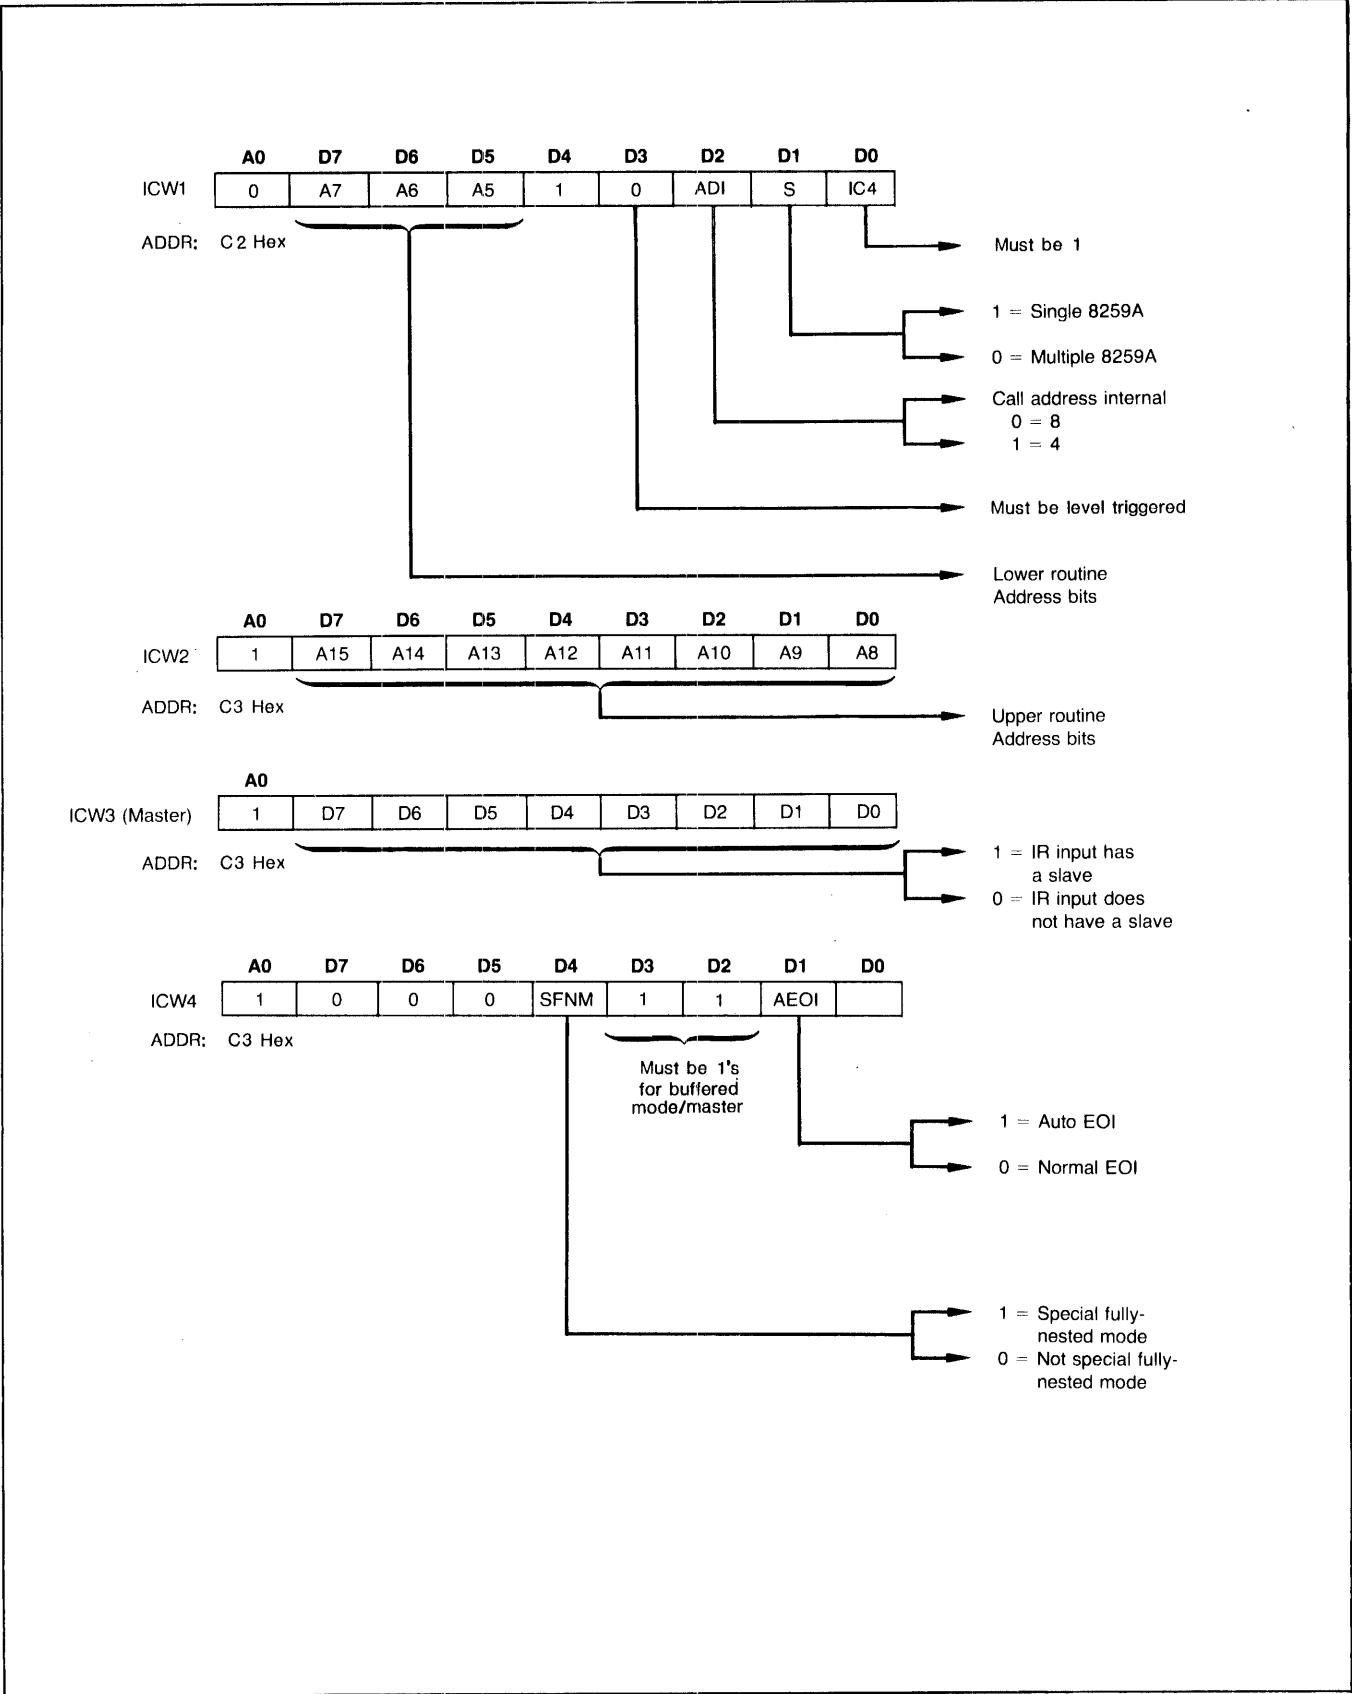 A0 D7 D6 D5 D4 D3 D2 D1 D0
ICW1 0 A7 A6 A5 1 0 ADI S IC4
ADDR: C2 Hex
Must be 1
1 = Single 8259A
0 = Multiple 8259A
Call address internal
0 = 8
1 = 4
Must be level triggered
Lower routine
Address bits
A0 D7 D6 D5 D4 D3 D2 D1 D0
ICW2 1 A15 A14 A13 A12 A11 A10 A9 A8
ADDR: C3 Hex
Upper routine
Address bits
A0
ICW3 (Master) 1 D7 D6 D5 D4 D3 D2 D1 D0
ADDR: C3 Hex
1 = IR input has
a slave
0 = IR input does
not have a slave
A0 D7 D6 D5 D4 D3 D2 D1 D0
ICW4 1 0 0 0 SFNM 1 1 AEOI
ADDR: C3 Hex
Must be 1's
for buffered
mode/master
1 = Auto EOI
0 = Normal EOI
1 = Special fully-
nested mode
0 = Not special fully-
nested mode